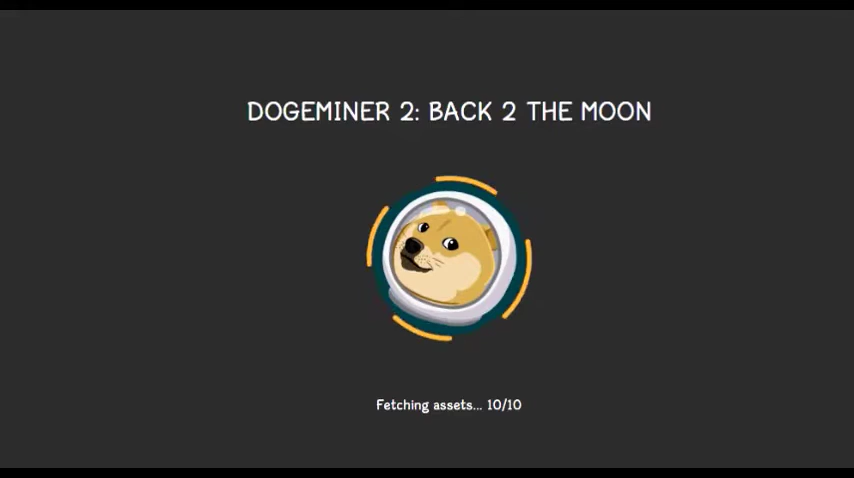 DOGEMINER 2: BACK 2 THE MOON
Fetching assets... 10/10